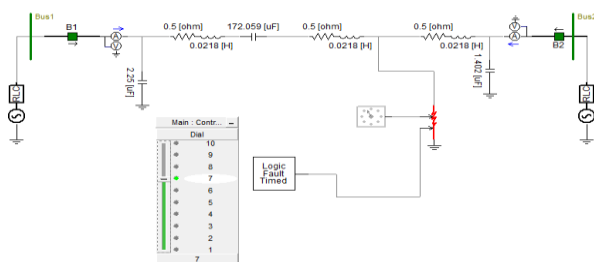 Bus1
B1
A
V
0.5 [ohm]
0.0218 [H]
172.059 [uF]
0.5 [ohm]
0.0218 [H]
0.5 [ohm]
0.0218 [H]
V
A
B2
2.25 [uF]
1.402 [uF]
RLC
RLC
Main : Contr...
Dial
10
9
8
7
6
5
4
3
2
1
7
Logic
Fault
Timed